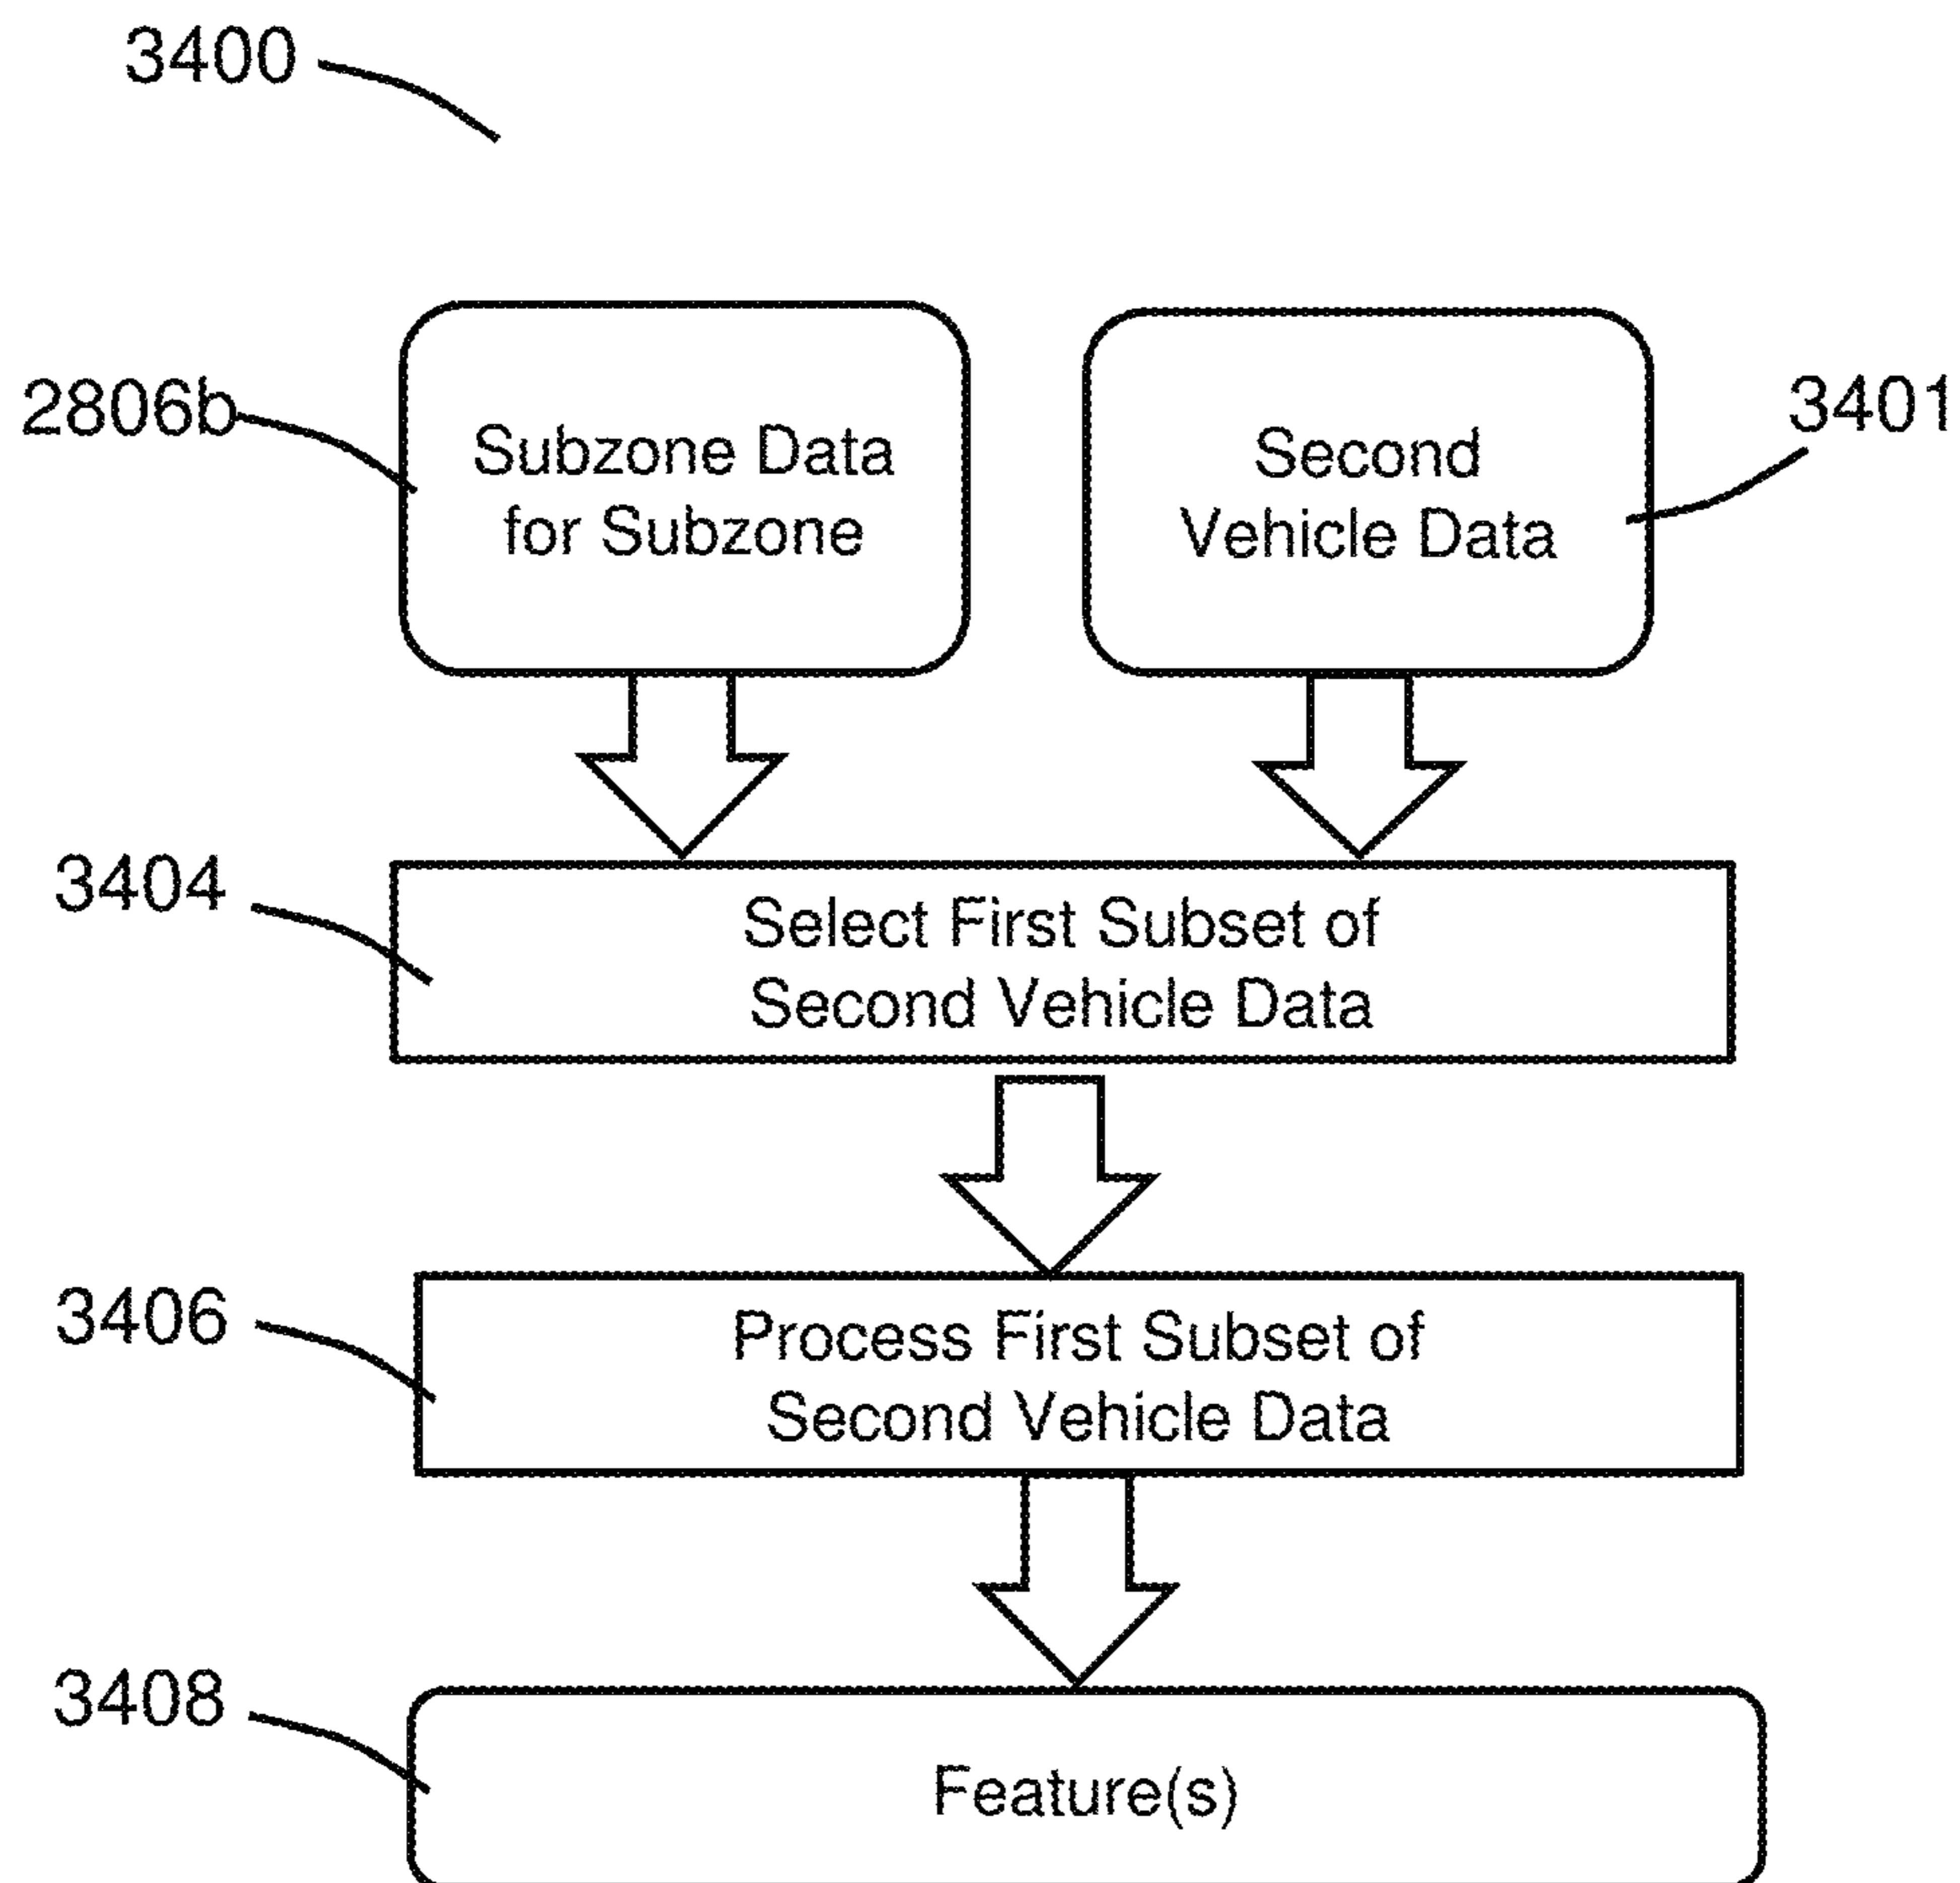 3400
2806b
Subzone Data
for Subzone
Second
Vehicle Data
3401
3404
Select First Subset of
Second Vehicle Data
3406
Process First Subset of
Second Vehicle Data
3408
Feature(s)